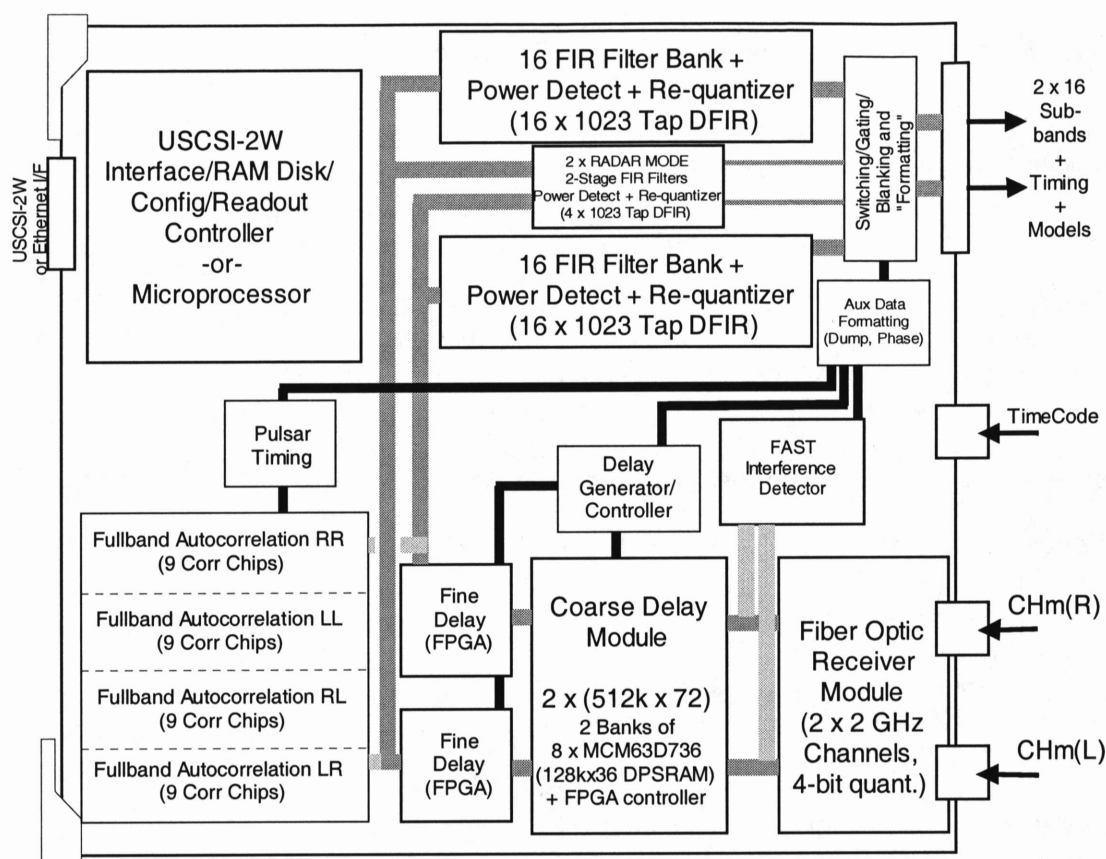 16 FIR Filter Bank +
Power Detect + Re-quantizer
(16 x 1023 Tap DFIR)
USCSI-2W
Interface/RAM Disk/
Config/Readout
Controller
-or-
Microprocessor
USCSI-2W
or Ethernet I/F
2 x RADAR MODE
2-Stage FIR Filters
Power Detect + Re-quantizer
(4 x 1023 Tap DFIR)
16 FIR Filter Bank +
Power Detect + Re-quantizer
(16 x 1023 Tap DFIR)
Switching/Gating/
Blanking and
"Formatting"
2 x 16
Sub-
bands
+
Timing
+
Models
Aux Data
Formatting
(Dump, Phase)
TimeCode
Pulsar
Timing
Delay
Generator/
Controller
FAST
Interference
Detector
Fullband Autocorrelation RR
(9 Corr Chips)
Fullband Autocorrelation LL
(9 Corr Chips)
Fullband Autocorrelation RL
(9 Corr Chips)
Fullband Autocorrelation LR
(9 Corr Chips)
Fine
Delay
(FPGA)
Fine
Delay
(FPGA)
Coarse Delay
Module
2 x (512k x 72)
2 Banks of
8 x MCM63D736
(128kx36 DPSRAM)
+ FPGA controller
Fiber Optic
Receiver
Module
(2 x 2 GHz
Channels,
4-bit quant.)
CHm(R)
CHm(L)